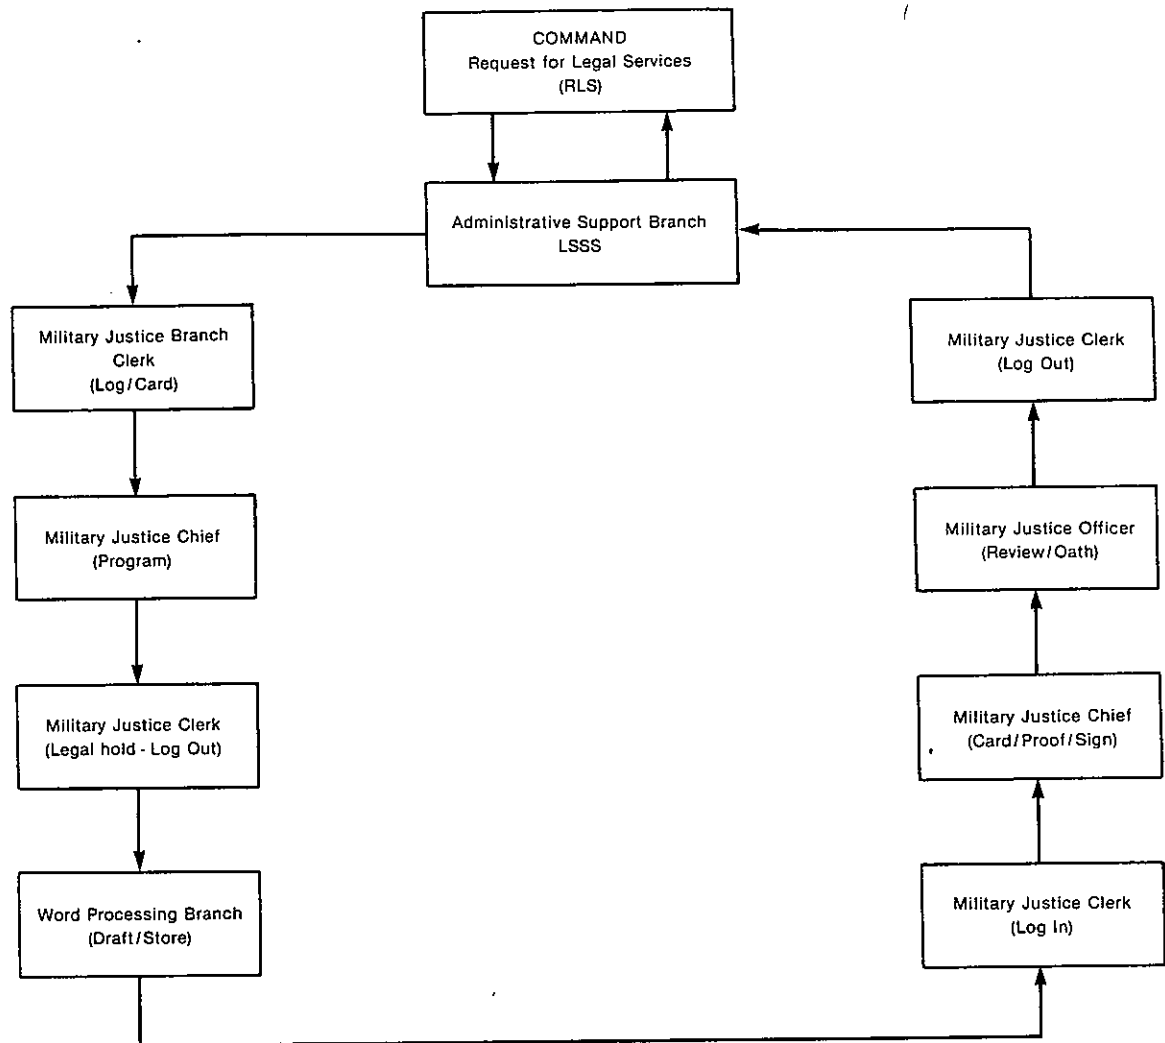 COMMAND
Request for Legal Services
(RLS)
Administrative Support Branch
LSSS
Military Justice Branch
Clerk
(Log/Card)
Military Justice Chief
(Program)
Military Justice Clerk
(Legal hold - Log Out)
Word Processing Branch
(Draft/Store)
Military Justice Clerk
(Log In)
Military Justice Chief
(Card/Proof/Sign)
Military Justice Officer
(Review/Oath)
Military Justice Clerk
(Log Out)